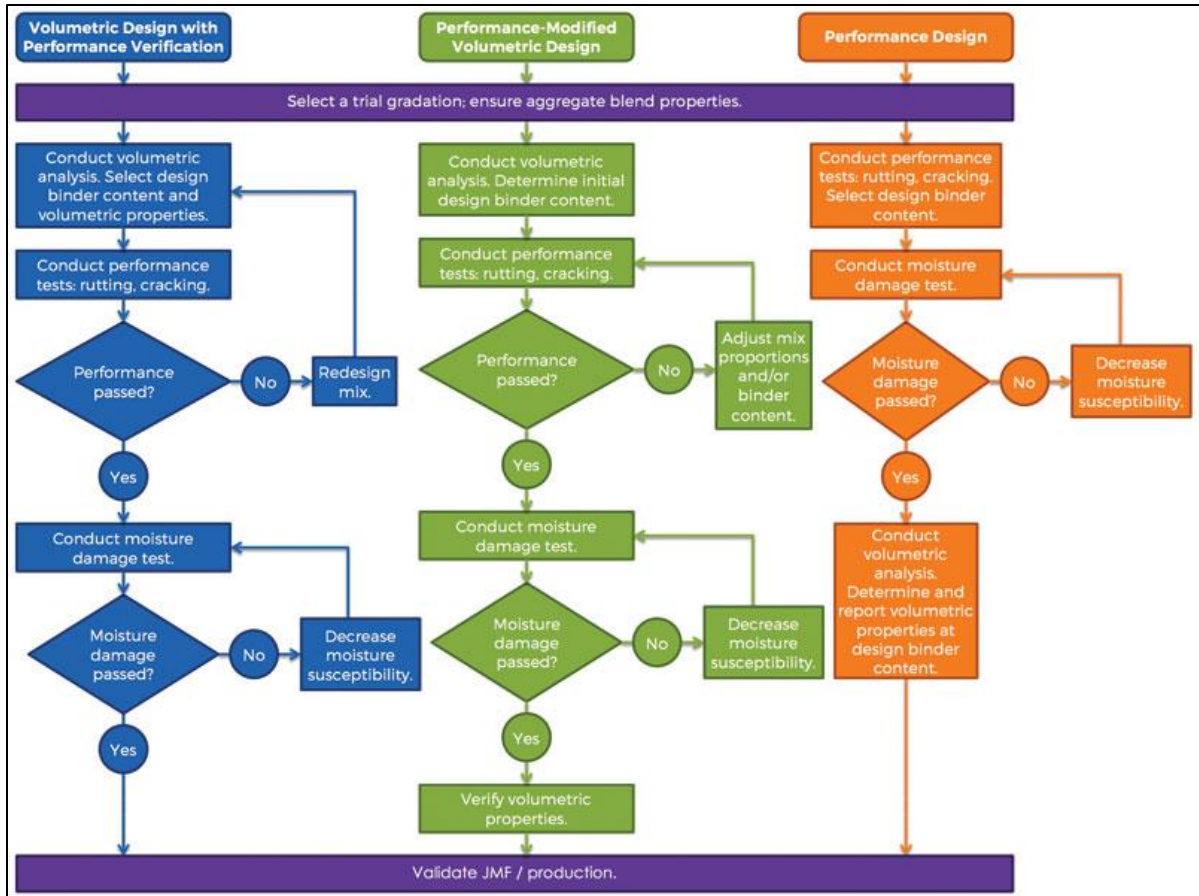 Volumetric Design with
Performance Verification
Performance-Modified
Volumetric Design
Performance Design
Select a trial gradation; ensure aggregate blend properties.
Conduct volumetric
analysis. Select design
binder content and
volumetric properties.
Conduct performance
tests: rutting, cracking.
Performance
passed?
No
Redesign
mix.
Yes
Conduct moisture
damage test.
Moisture
damage
passed?
No
Decrease
moisture
susceptibility.
Yes
Conduct volumetric
analysis. Determine initial
design binder content.
Conduct performance
tests: rutting, cracking.
Performance
passed?
No
Adjust mix
proportions
and/or
binder
content.
Yes
Conduct moisture
damage test.
Moisture
damage
passed?
No
Decrease
moisture
susceptibility.
Yes
Verify volumetric
properties.
Conduct performance
tests: rutting, cracking.
Select design binder
content.
Conduct moisture
damage test.
Moisture
damage
passed?
No
Decrease
moisture
susceptibility.
Yes
Conduct
volumetric
analysis.
Determine and
report volumetric
properties at
design binder
content.
Validate JMF / production.